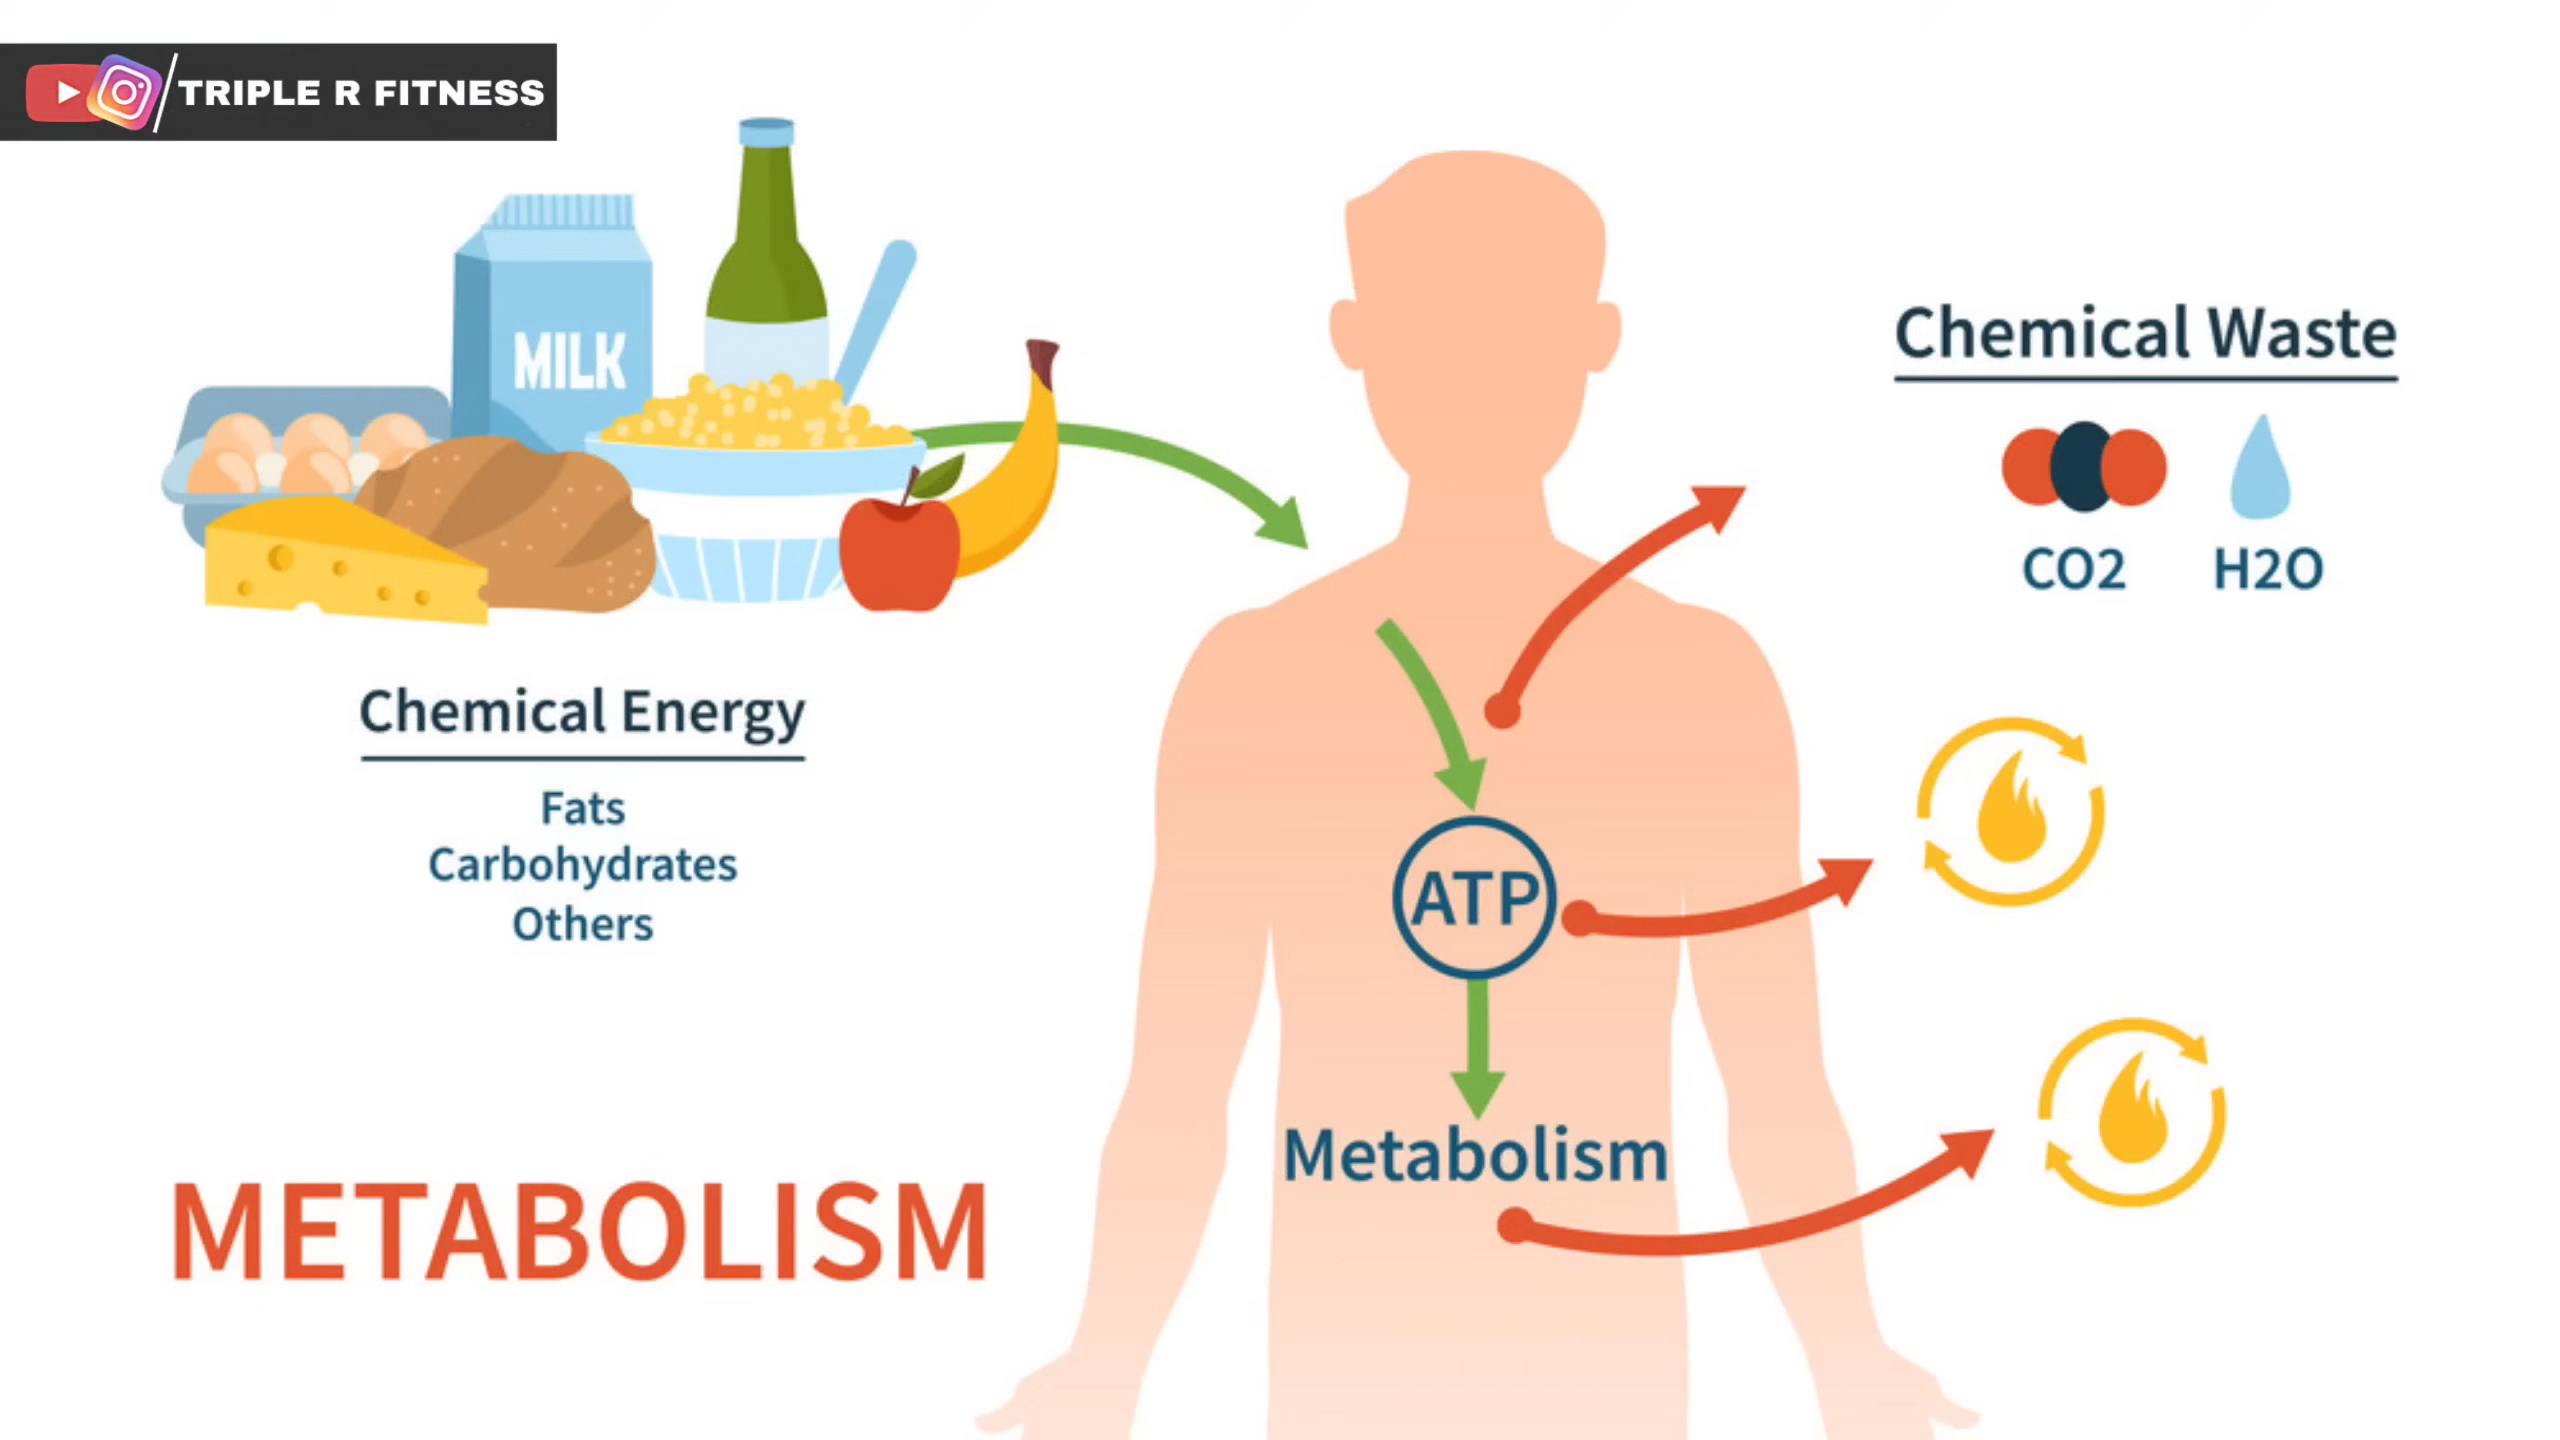 TRIPLE R FITNESS
MILK
Chemical Energy
Fats
Carbohydrates
Others
METABOLISM
ATP
Metabolism
Chemical Waste
CO2 H2O